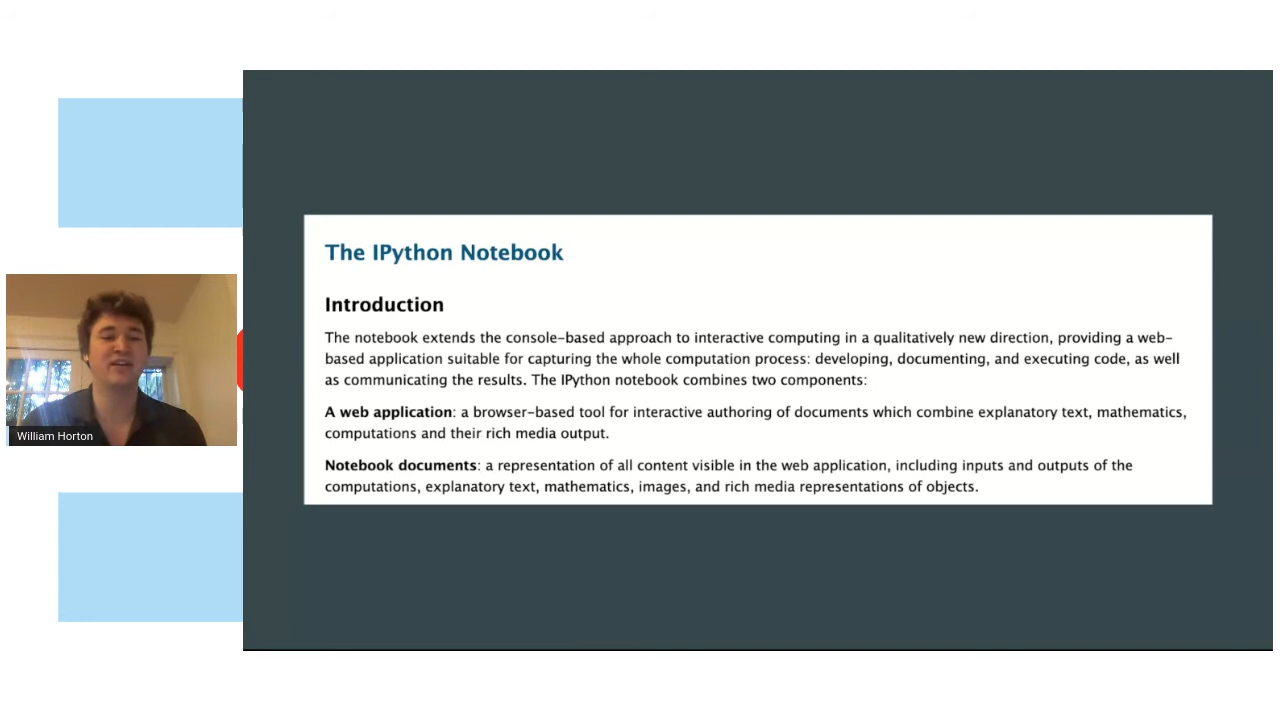 The IPython Notebook
Introduction
The notebook extends the console-based approach to interactive computing in a qualitatively new direction, providing a web-
based application suitable for capturing the whole computation process: developing, documenting, and executing code, as well
as communicating the results. The IPython notebook combines two components:
A web application: a browser-based tool for interactive authoring of documents which combine explanatory text, mathematics,
computations and their rich media output.
Notebook documents: a representation of all content visible in the web application, including inputs and outputs of the
computations, explanatory text, mathematics, images, and rich media representations of objects.
William Horton